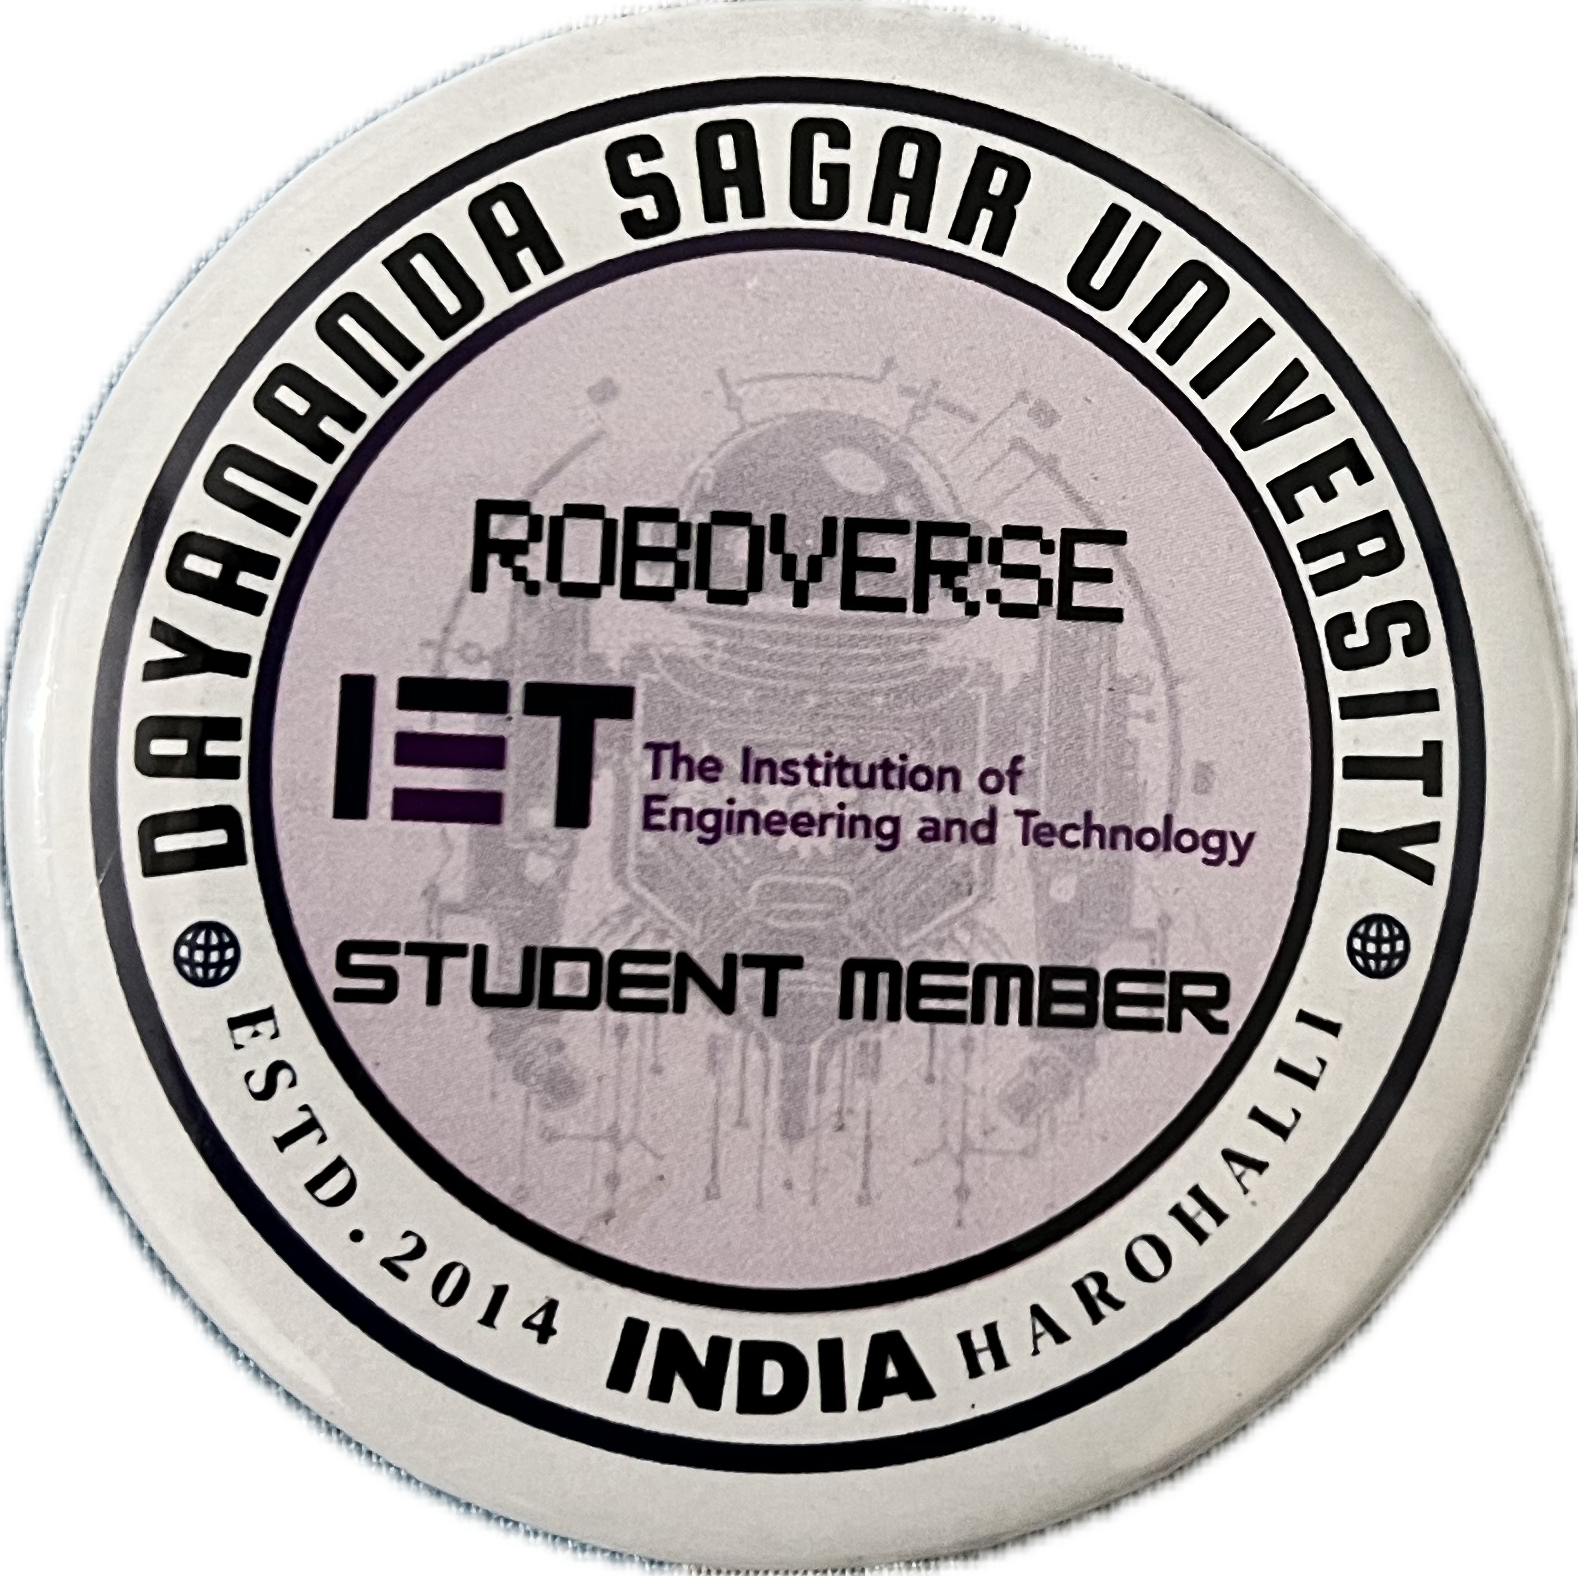 DAYANANDA SAGAR UNIVERSITY
ROBOVERSE
IET
The Institution of
Engineering and Technology
STUDENT MEMBER
ESTD.2014
INDIA
HAROHALLI